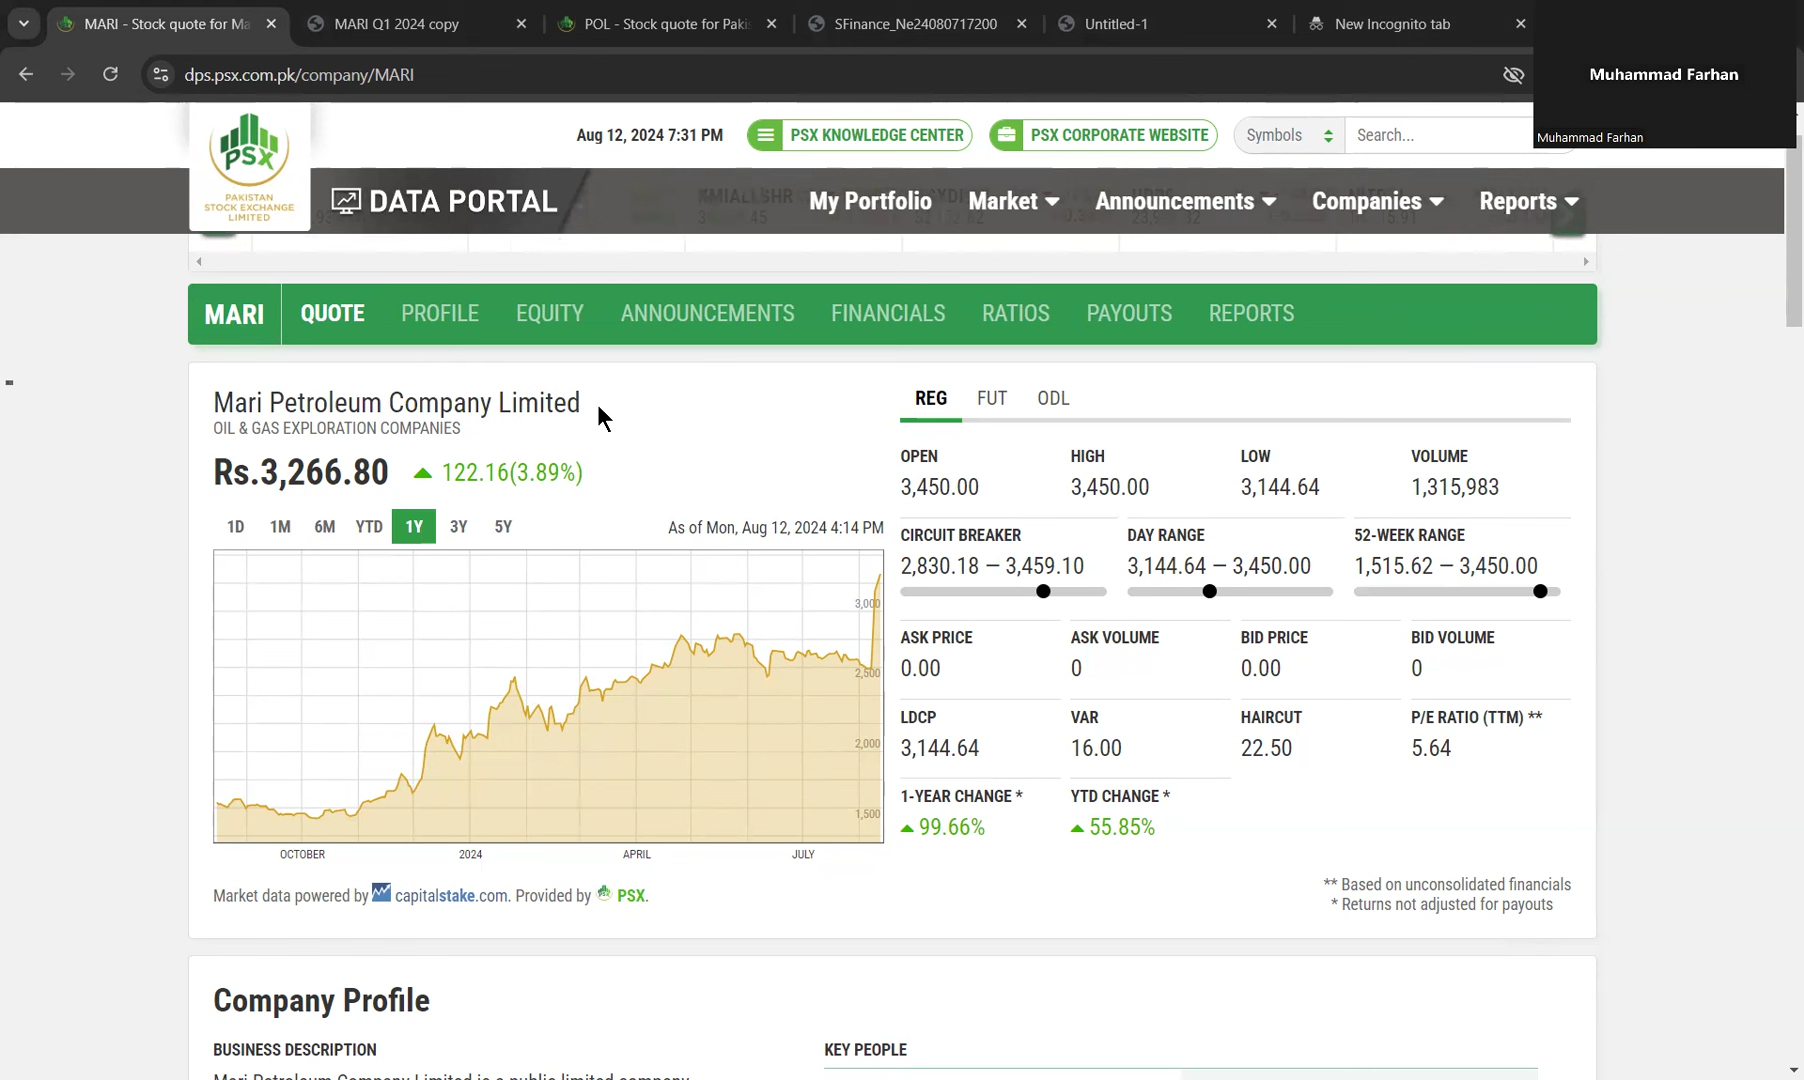 MARI - Stock quote for Ma
MARI Q1 2024 copy
POL - Stock quote for Paki
SFinance_Ne24080717200
Untitled-1
New Incognito tab
dps.psx.com.pk/company/MARI
Muhammad Farhan
Muhammad Farhan
PSX
PAKISTAN
STOCK EXCHANGE
LIMITED
Aug 12, 2024 7:31 PM
PSX KNOWLEDGE CENTER
PSX CORPORATE WEBSITE
Symbols
Search...
DATA PORTAL
My Portfolio
Market
Announcements
Companies
Reports
MARI
QUOTE
PROFILE
EQUITY
ANNOUNCEMENTS
FINANCIALS
RATIOS
PAYOUTS
REPORTS
Mari Petroleum Company Limited
OIL & GAS EXPLORATION COMPANIES
Rs.3,266.80
122.16(3.89%)
1D 1M 6M YTD 1Y 3Y 5Y
As of Mon, Aug 12, 2024 4:14 PM
3,000
2,500
2,000
1,500
OCTOBER 2024 APRIL JULY
Market data powered by capitalstake.com. Provided by PSX.
REG FUT ODL
OPEN HIGH LOW VOLUME
3,450.00 3,450.00 3,144.64 1,315,983
CIRCUIT BREAKER DAY RANGE 52-WEEK RANGE
2,830.18 — 3,459.10 3,144.64 — 3,450.00 1,515.62 — 3,450.00
ASK PRICE ASK VOLUME BID PRICE BID VOLUME
0.00 0 0.00 0
LDCP VAR HAIRCUT P/E RATIO (TTM) **
3,144.64 16.00 22.50 5.64
1-YEAR CHANGE * YTD CHANGE *
99.66% 55.85%
** Based on unconsolidated financials
* Returns not adjusted for payouts
Company Profile
BUSINESS DESCRIPTION
KEY PEOPLE
Mari Petroleum Company Limited is a public limited company